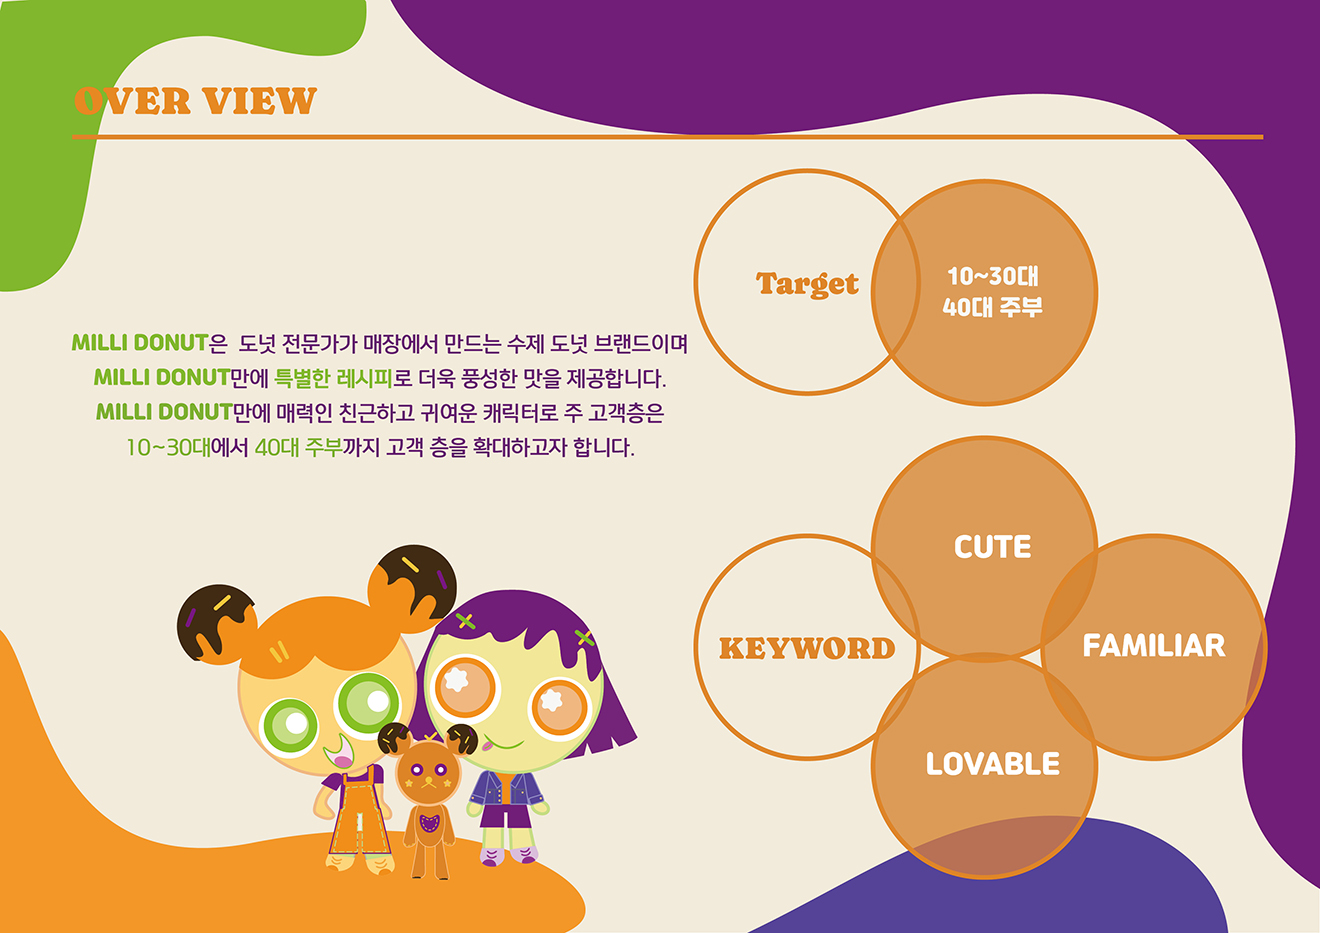 OVER VIEW
MILLI DONUT은 도넛 전문가가 매장에서 만드는 수제 도넛 브랜드이며
MILLI DONUT만에 특별한 레시피로 더욱 풍성한 맛을 제공합니다.
MILLI DONUT만에 매력인 친근하고 귀여운 캐릭터로 주 고객층은
10~30대에서 40대 주부까지 고객 층을 확대하고자 합니다.
Target
10~30대
40대 주부
KEYWORD
CUTE
FAMILIAR
LOVABLE